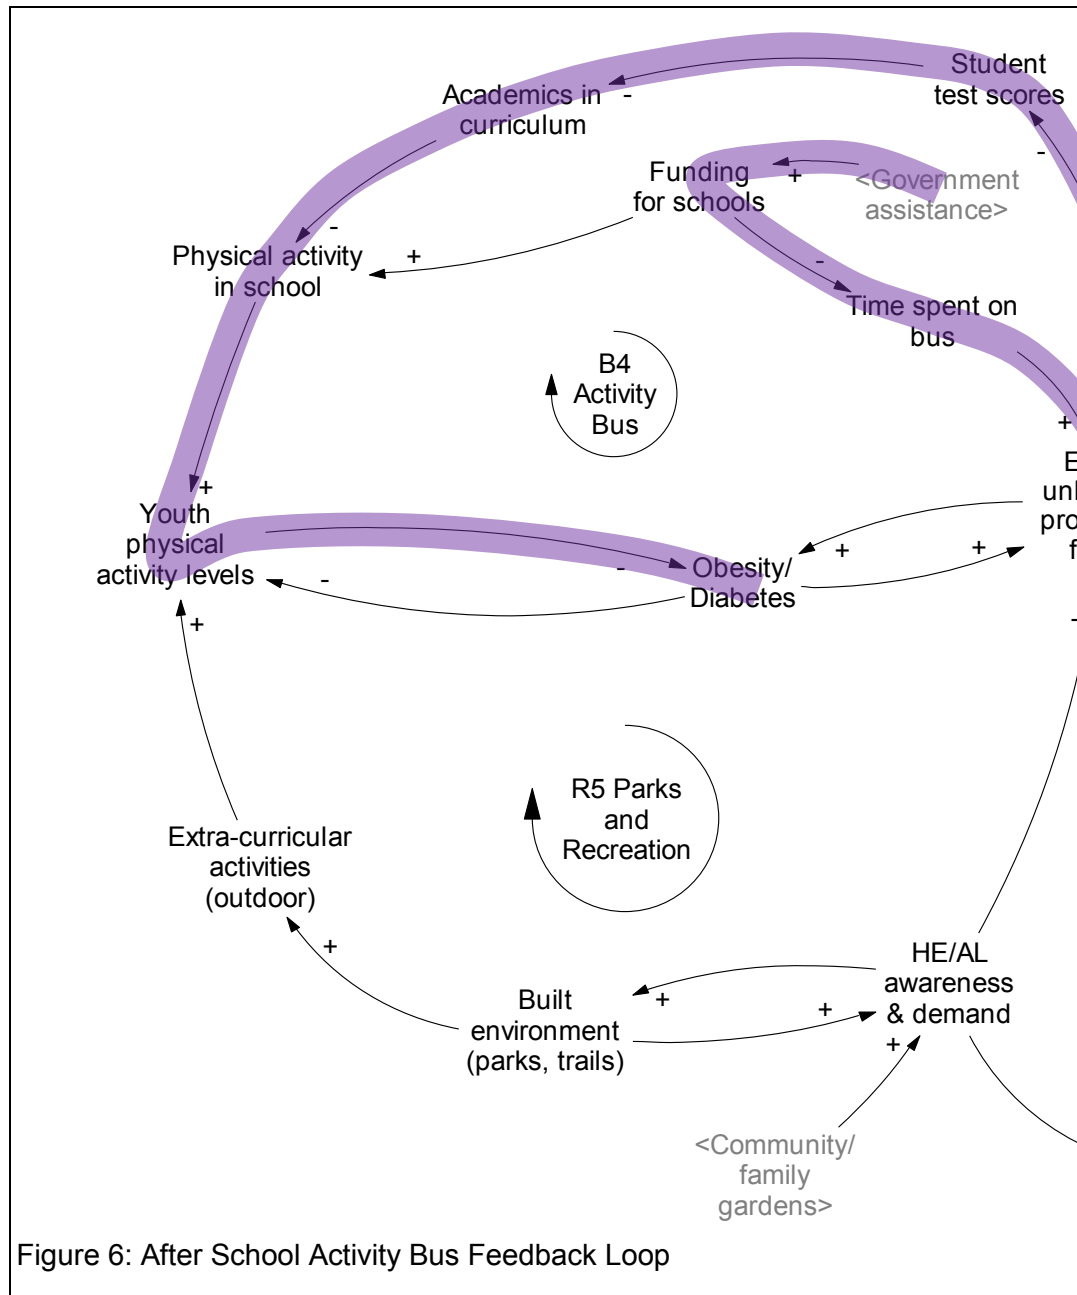 Student
test scores
-
Academics in
curriculum
-
-
Funding
for schools
+
<Government
assistance>
-
Physical activity
in school
+
-
Time spent on
bus
B4
Activity
Bus
+
+
Youth
physical
activity levels
-
-
Obesity/
Diabetes
+
+
+
R5 Parks
and
Recreation
Extra-curricular
activities
(outdoor)
+
Built
environment
(parks, trails)
+
+
HE/AL
awareness
& demand
+
<Community/
family
gardens>
Figure 6: After School Activity Bus Feedback Loop